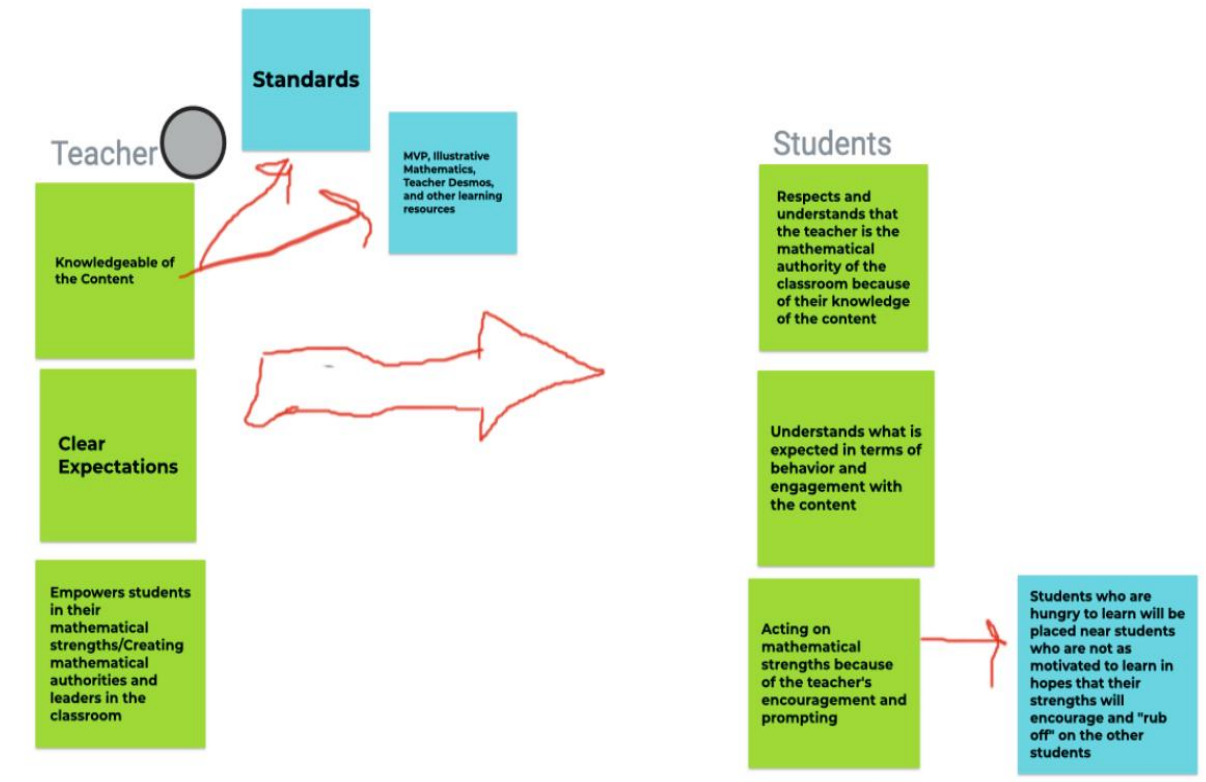 Standards
Teacher
MVP, Illustrative
Mathematics,
Teacher Desmos,
and other learning
resources
Knowledgeable of
the Content
Clear
Expectations
Empowers students
in their
mathematical
strengths/Creating
mathematical
authorities and
leaders in the
classroom
Students
Respects and
understands that
the teacher is the
mathematical
authority of the
classroom because
of their knowledge
of the content
Understands what is
expected in terms of
behavior and
engagement with
the content
Acting on
mathematical
strengths because
of the teacher's
encouragement and
prompting
Students who are
hungry to learn will be
placed near students
who are not as
motivated to learn in
hopes that their
strengths will
encourage and "rub
off" on the other
students